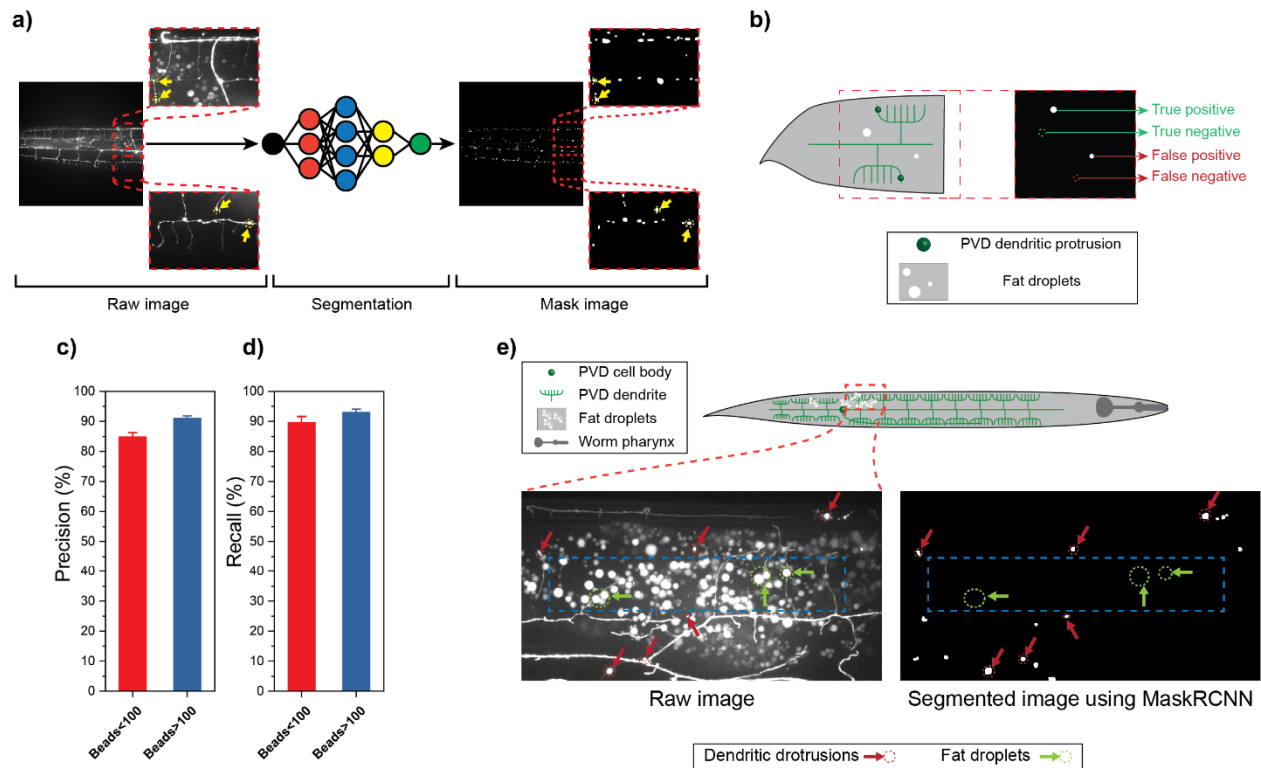 a)
Raw image
Segmentation
Mask image
b)
True positive
True negative
False positive
False negative
PVD dendritic protrusion
Fat droplets
c)
Precision (%)
100
90
80
70
60
50
40
30
20
10
0
Beads<100
Beads>100
d)
Recall (%)
100
90
80
70
60
50
40
30
20
10
0
Beads<100
Beads>100
e)
PVD cell body
PVD dendrite
Fat droplets
Worm pharynx
Raw image
Segmented image using MaskRCNN
Dendritic drotrusions
Fat droplets